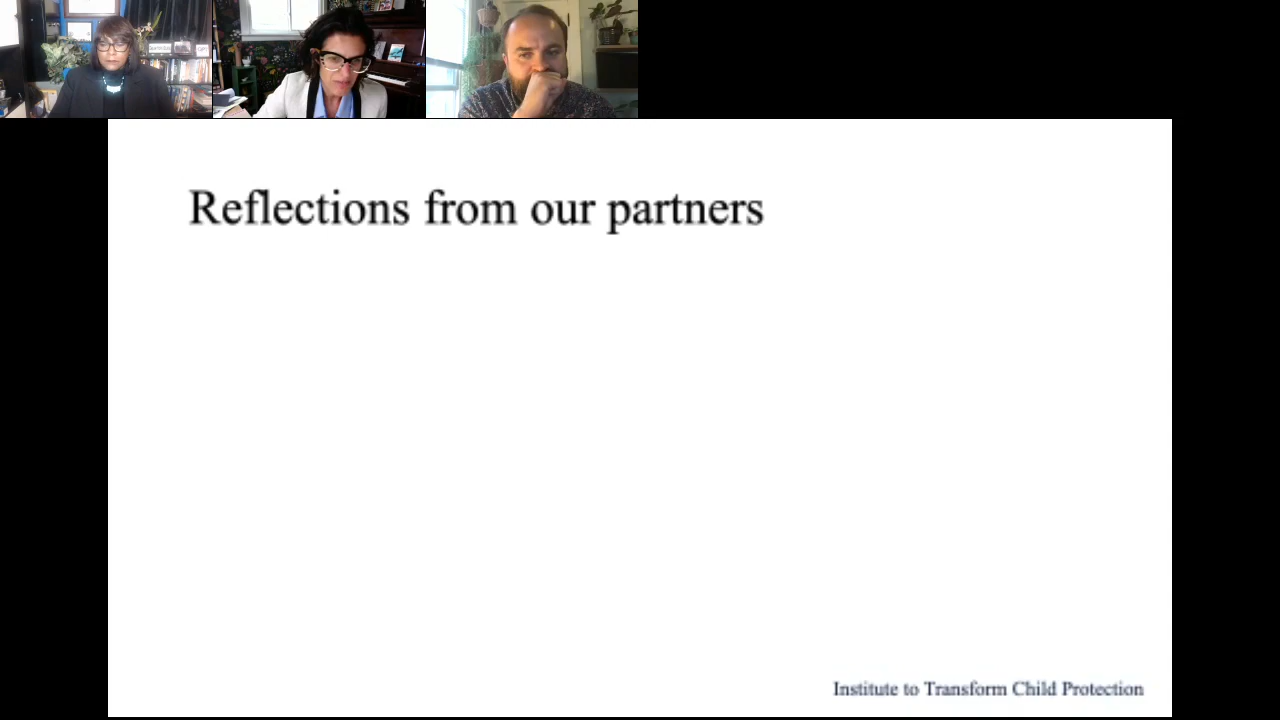 Reflections from our partners
Institute to Transform Child Protection